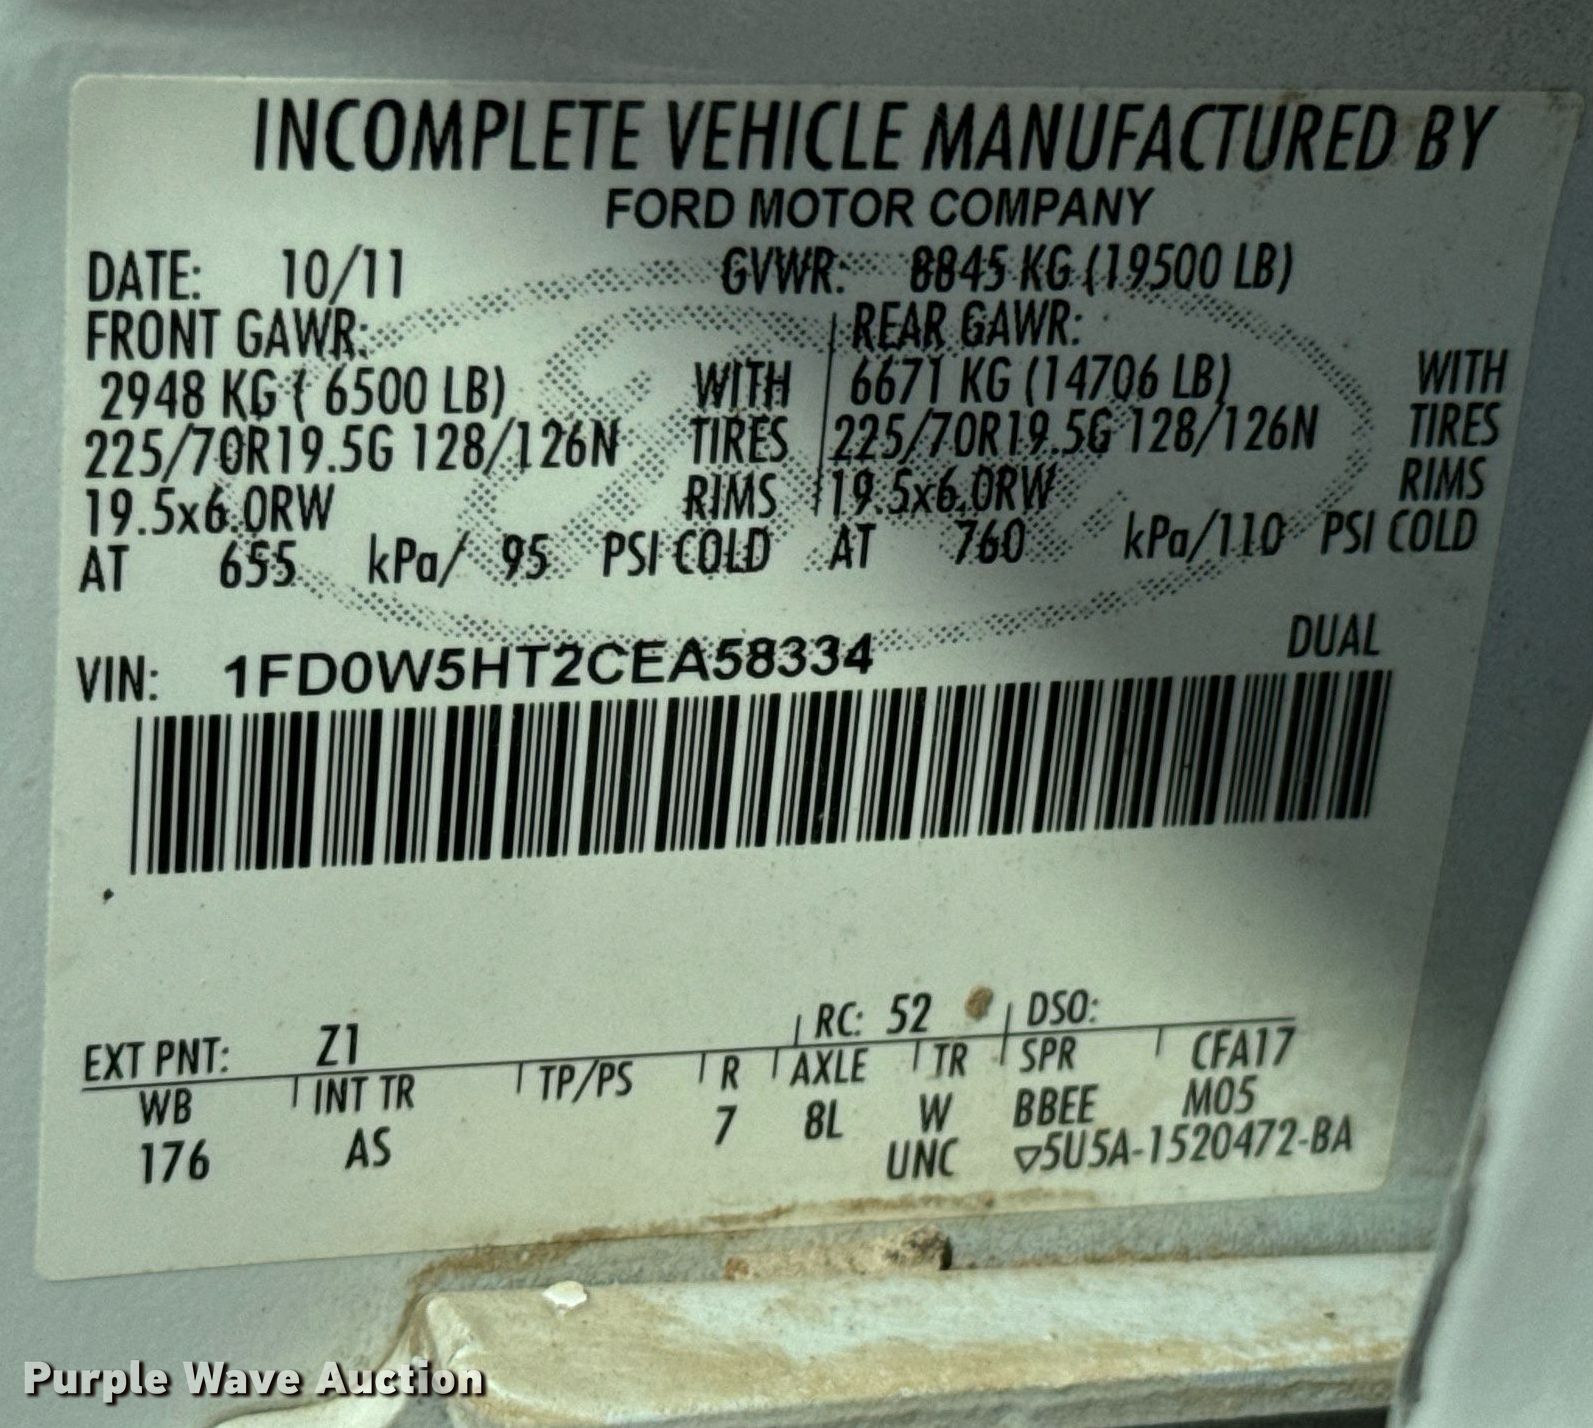 INCOMPLETE VEHICLE MANUFACTURED BY
FORD MOTOR COMPANY
DATE: 10/11 GVWR: 8845 KG (19500 LB)
FRONT GAWR: REAR GAWR:
2948 KG ( 6500 LB) WITH 6671 KG (14706 LB) WITH
225/70R19.5G 128/126N TIRES 225/70R19.5G 128/126N TIRES
19.5x6.0RW RIMS 19.5x6.0RW RIMS
AT 655 kPa/ 95 PSI COLD AT 760 kPa/110 PSI COLD
VIN: 1FD0W5HT2CEA58334 DUAL
EXT PNT: Z1 RC: 52 DSO:
WB INT TR TP/PS R AXLE TR SPR CFA17
176 AS 7 8L W BBEE M05
UNC ▽5U5A-1520472-BA
Purple Wave Auction